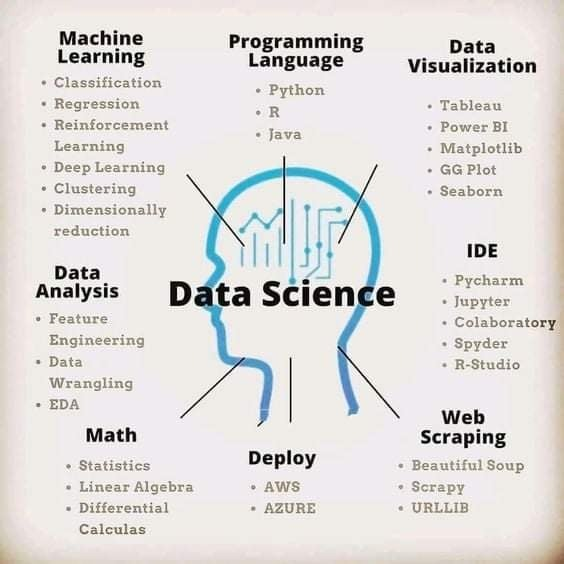 Machine
Learning
• Classification
• Regression
• Reinforcement
Learning
• Deep Learning
• Clustering
• Dimensionally
reduction
Programming
Language
• Python
• R
• Java
Data
Visualization
• Tableau
• Power BI
• Matplotlib
• GG Plot
• Seaborn
Data Science
Data
Analysis
• Feature
Engineering
• Data
Wrangling
• EDA
IDE
• Pycharm
• Jupyter
• Colaboratory
• Spyder
• R-Studio
Math
• Statistics
• Linear Algebra
• Differential
Calculas
Deploy
• AWS
• AZURE
Web
Scraping
• Beautiful Soup
• Scrapy
• URLLIB